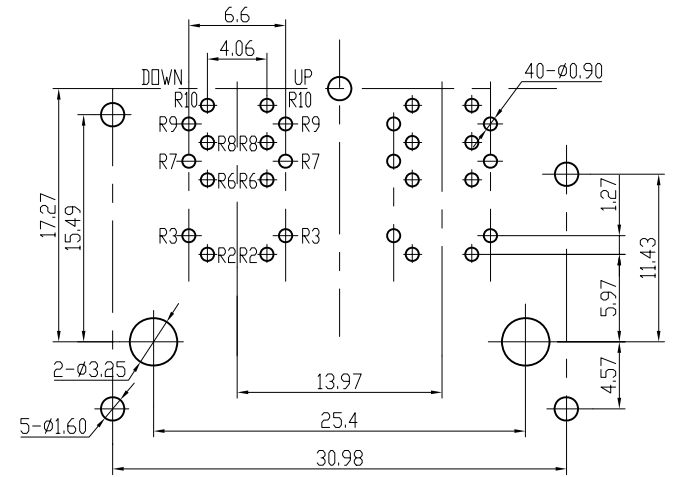 6.6
4.06
DOWN UP
40-Ø0.90
R10 R10
R9 R9
R8 R8
R7 R7
R6 R6
1.27
17.27
15.49
R3 R3
11.43
R2 R2
5.97
2-Ø3.25
13.97
4.57
5-Ø1.60
25.4
30.98